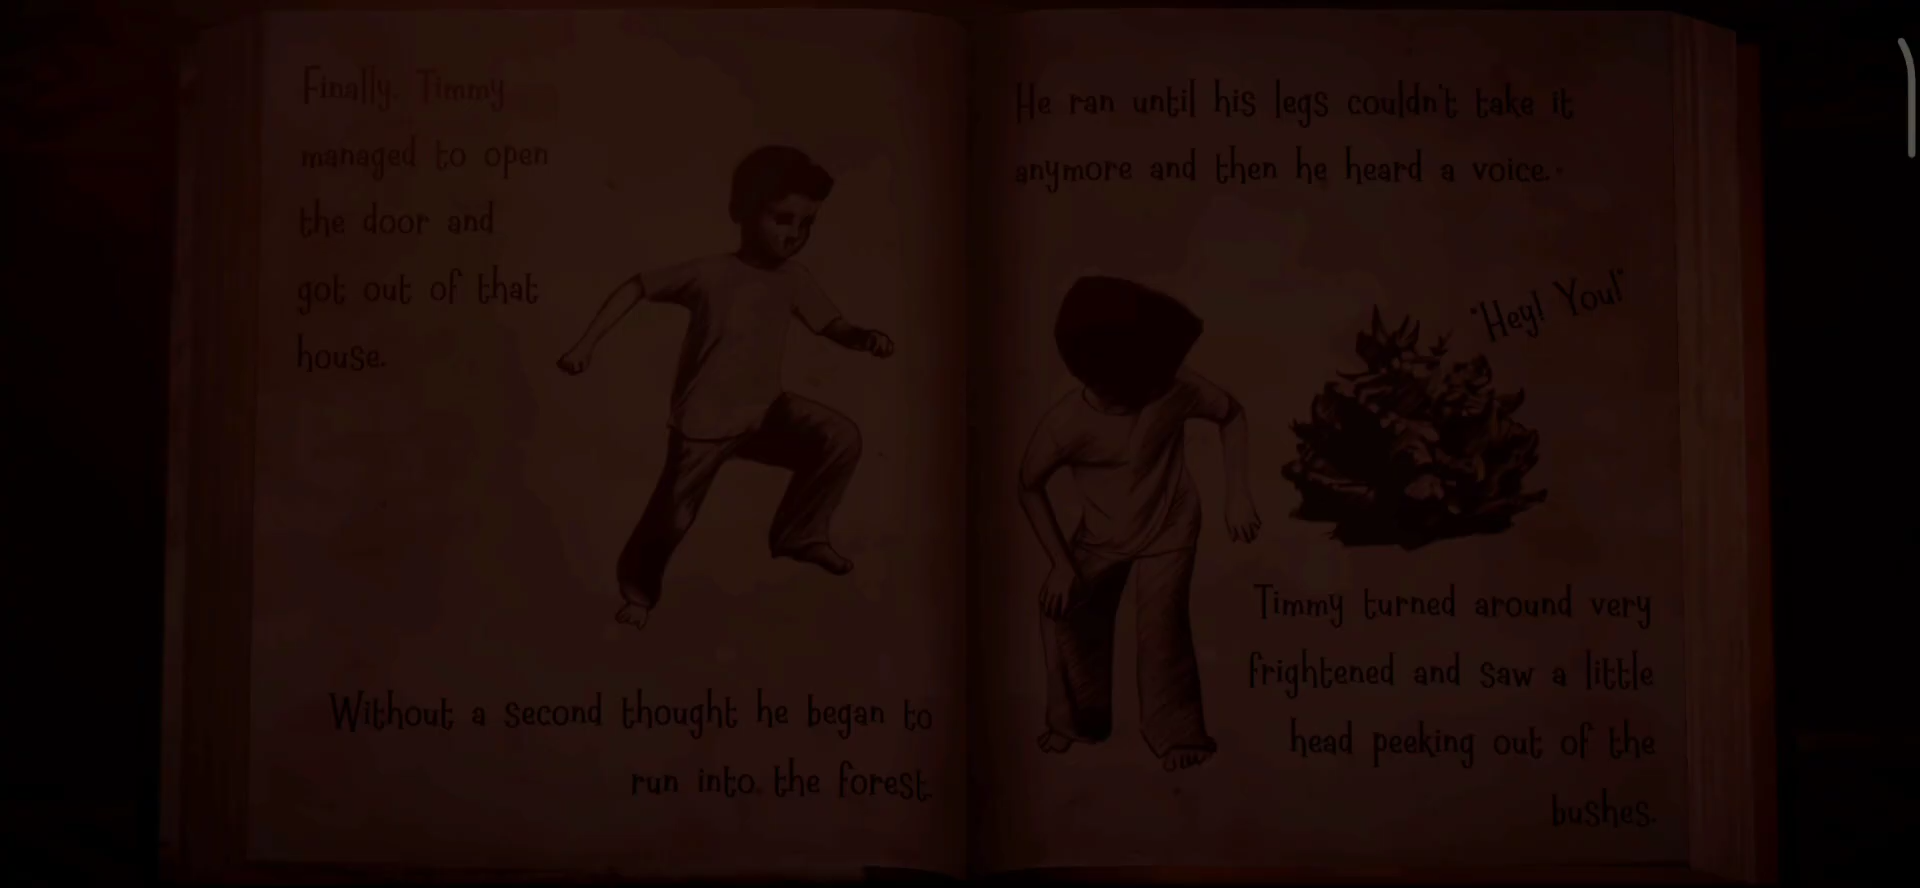 Finally, Timmy
managed to open
the door and
got out of that
house.
Without a second thought he began to
run into the forest.
He ran until his legs couldn't take it
anymore and then he heard a voice.
"Hey! You!"
Timmy turned around very
frightened and saw a little
head peeking out of the
bushes.